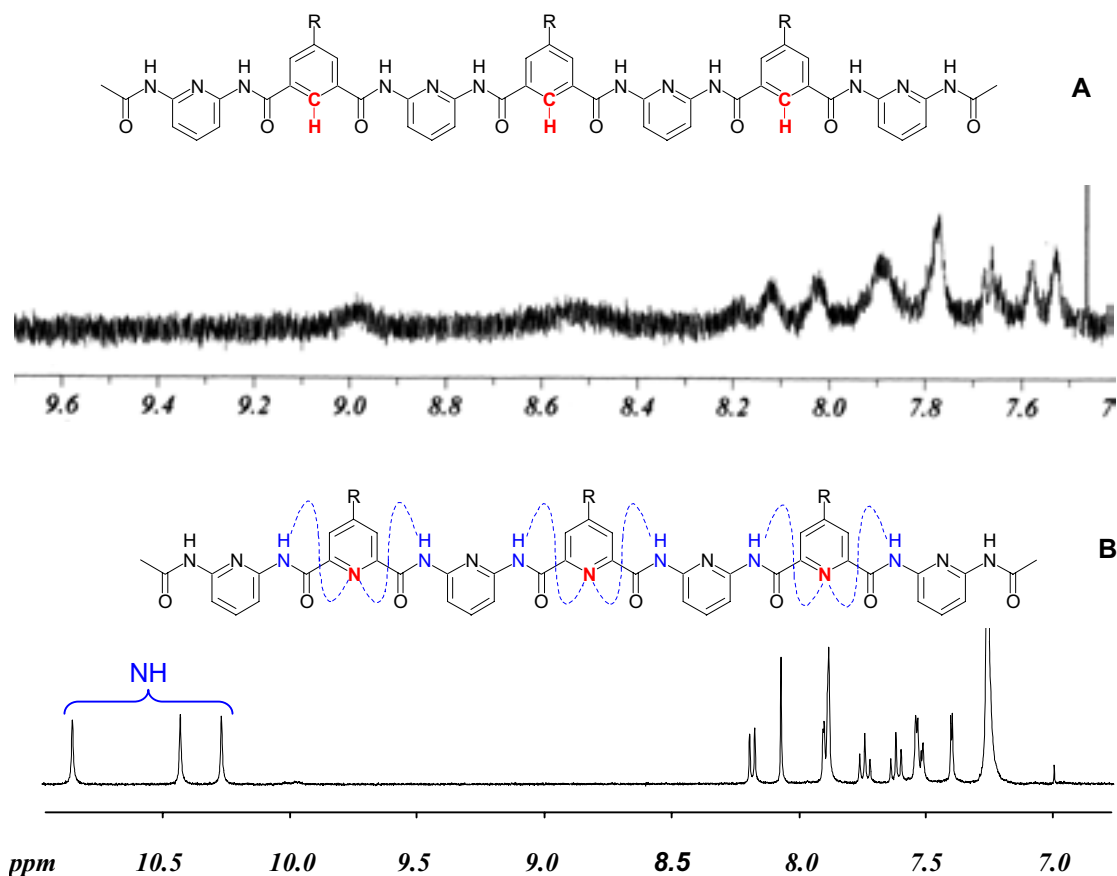 R R R
H N H H N H H N H H N H
N N N N N N N N
A
C C C
O O H O O H O O H O O
9.6 9.4 9.2 9.0 8.8 8.6 8.4 8.2 8.0 7.8 7.6 7
R R R
H N H H N H H N H H N H
B
N N N N N N N N
N N N
O O O O O O O O
NH
ppm 10.5 10.0 9.5 9.0 8.5 8.0 7.5 7.0